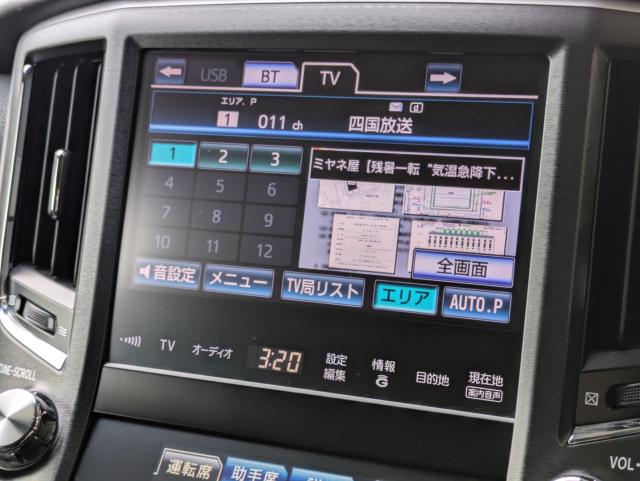 USB BT TV
エリア. P
1 011 ch 四国放送
1 2 3
ミヤネ屋【残暑一転“気温急降下...
4 5 6
7 8 9
10 11 12
全画面
音設定 メニュー TV局リスト エリア AUTO.P
TV オーディオ 3:20 設定編集 情報 G 目的地 現在地 案内音声
TUNE・SCROLL
VOL
運転席 助手席